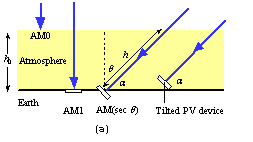 AM0
h₀
Atmosphere
h
θ
α
α
Earth
AM1
AM(sec θ)
Tilted PV device
(a)